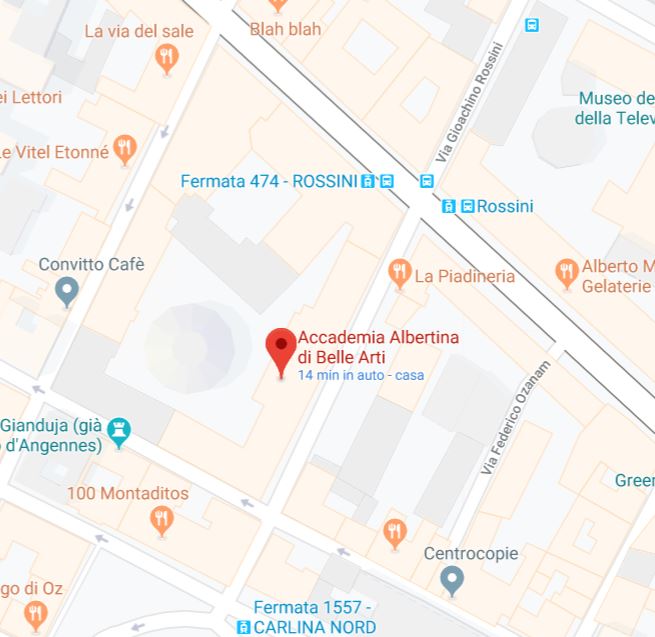 La via del sale
Blah blah
ei Lettori
Le Vitel Etonné
Via Gioachino Rossini
Museo de
della Telev
Fermata 474 - ROSSINI
Rossini
Convitto Cafè
La Piadineria
Alberto M
Gelaterie
Accademia Albertina
di Belle Arti
14 min in auto - casa
Via Federico Ozanam
Gianduja (già
o d'Angennes)
100 Montaditos
Green
Centrocopie
go di Oz
Fermata 1557 -
CARLINA NORD